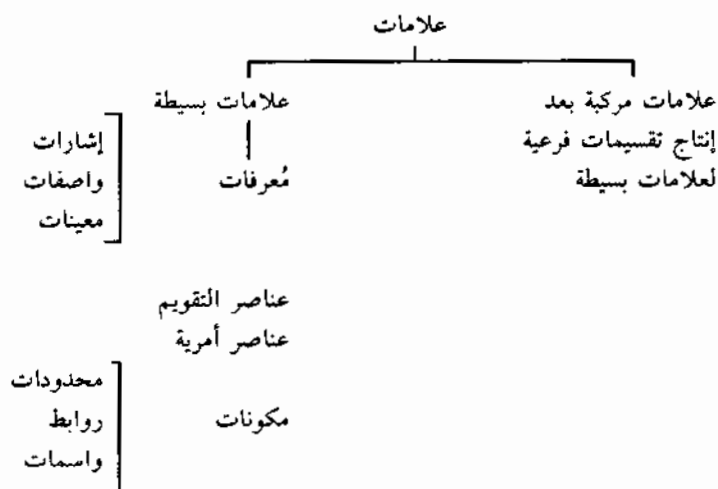 علامات
علامات مركبة بعد
علامات بسيطة
إنتاج تقسيمات فرعية
إشارات
لعلامات بسيطة
مُعرفات
واصفات
معينات
عناصر التقويم
عناصر أمرية
محدودات
مكونات
روابط
واسمات